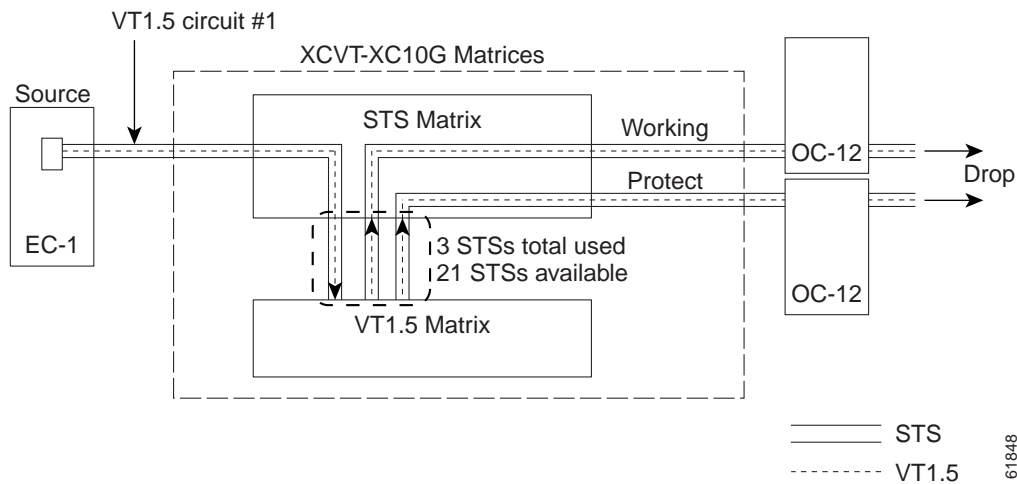 VT1.5 circuit #1
XCVT-XC10G Matrices
Source
STS Matrix
Working
OC-12
Drop
Protect
EC-1
3 STSs total used
21 STSs available
OC-12
VT1.5 Matrix
STS
VT1.5
61848